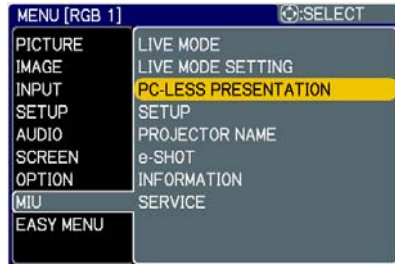 MENU [RGB 1] :SELECT
PICTURE
IMAGE
INPUT
SETUP
AUDIO
SCREEN
OPTION
MIU
EASY MENU
LIVE MODE
LIVE MODE SETTING
PC-LESS PRESENTATION
SETUP
PROJECTOR NAME
e-SHOT
INFORMATION
SERVICE